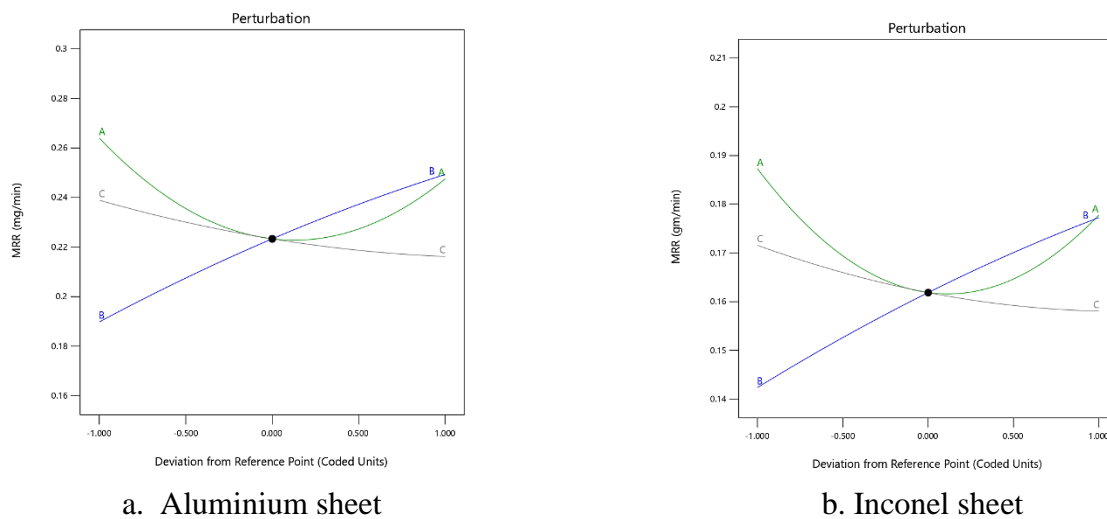 Perturbation
0.3
0.28
0.26
0.24
0.22
0.2
0.18
0.16
MRR (mg/min)
A
C
B
B
A
C
-1.000 -0.500 0.000 0.500 1.000
Deviation from Reference Point (Coded Units)
a. Aluminium sheet
Perturbation
0.21
0.2
0.19
0.18
0.17
0.16
0.15
0.14
MRR (gm/min)
A
C
B
A
B
C
-1.000 -0.500 0.000 0.500 1.000
Deviation from Reference Point (Coded Units)
b. Inconel sheet